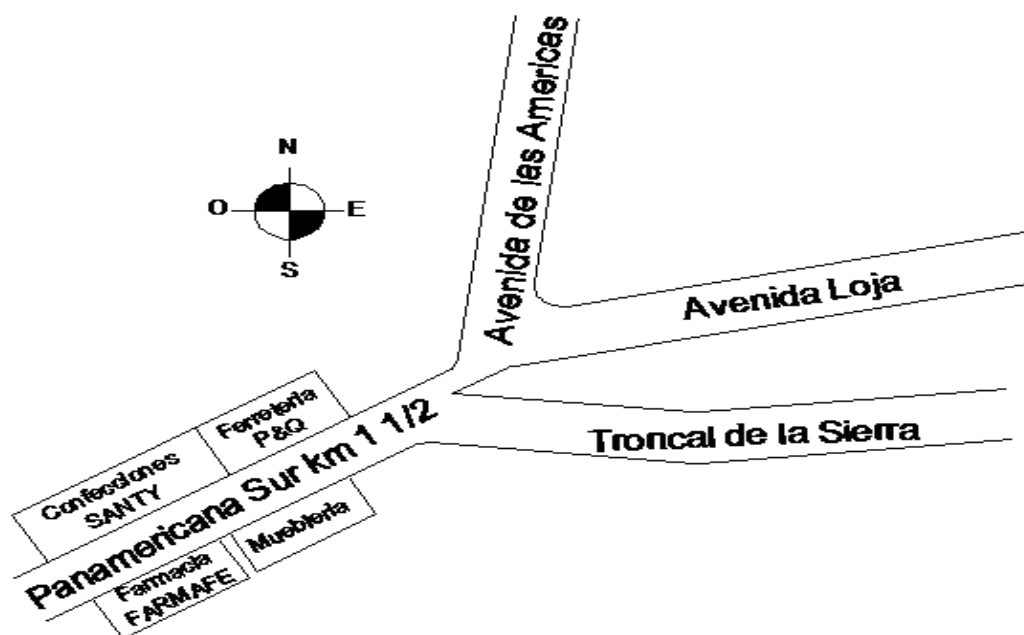 Avenida de las Americas
N
O
E
S
Avenida Loja
Ferreteria
P&Q
Panamericana Sur km 1 1/2
Troncal de la Sierra
Confecciones
SANTY
Muebleria
Farmacia
FARMAFE